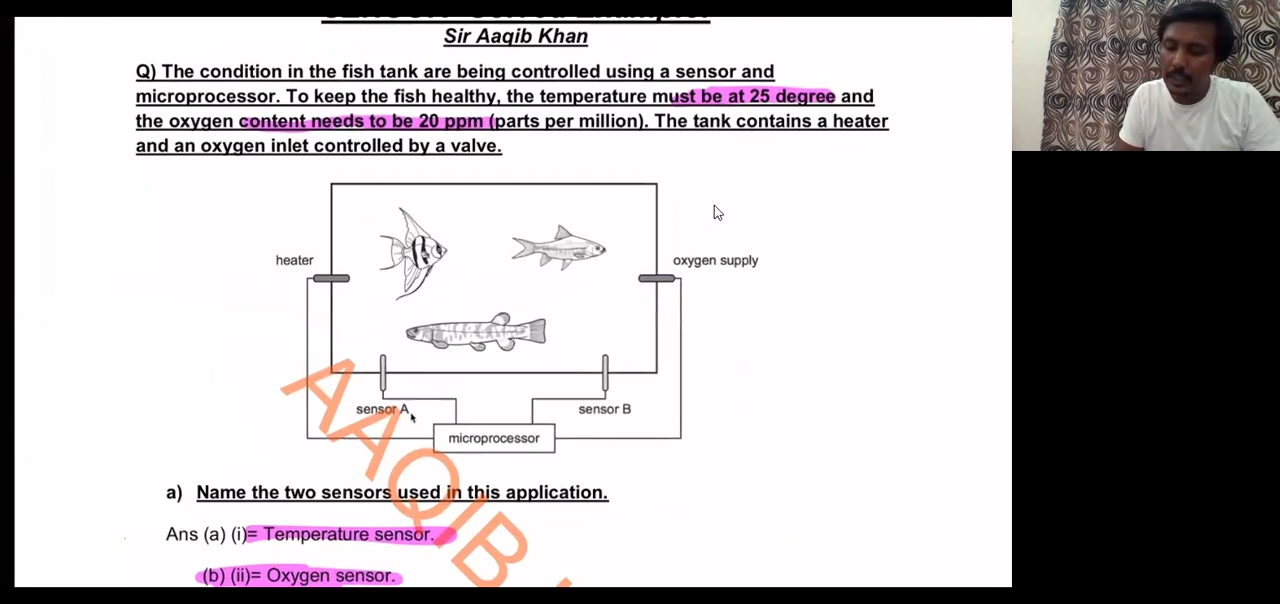 Sir Aaqib Khan
Q) The condition in the fish tank are being controlled using a sensor and
microprocessor. To keep the fish healthy, the temperature must be at 25 degree and
the oxygen content needs to be 20 ppm (parts per million). The tank contains a heater
and an oxygen inlet controlled by a valve.
heater
oxygen supply
sensor A
sensor B
microprocessor
a) Name the two sensors used in this application.
Ans (a) (i)= Temperature sensor.
(b) (ii)= Oxygen sensor.
AAQIB